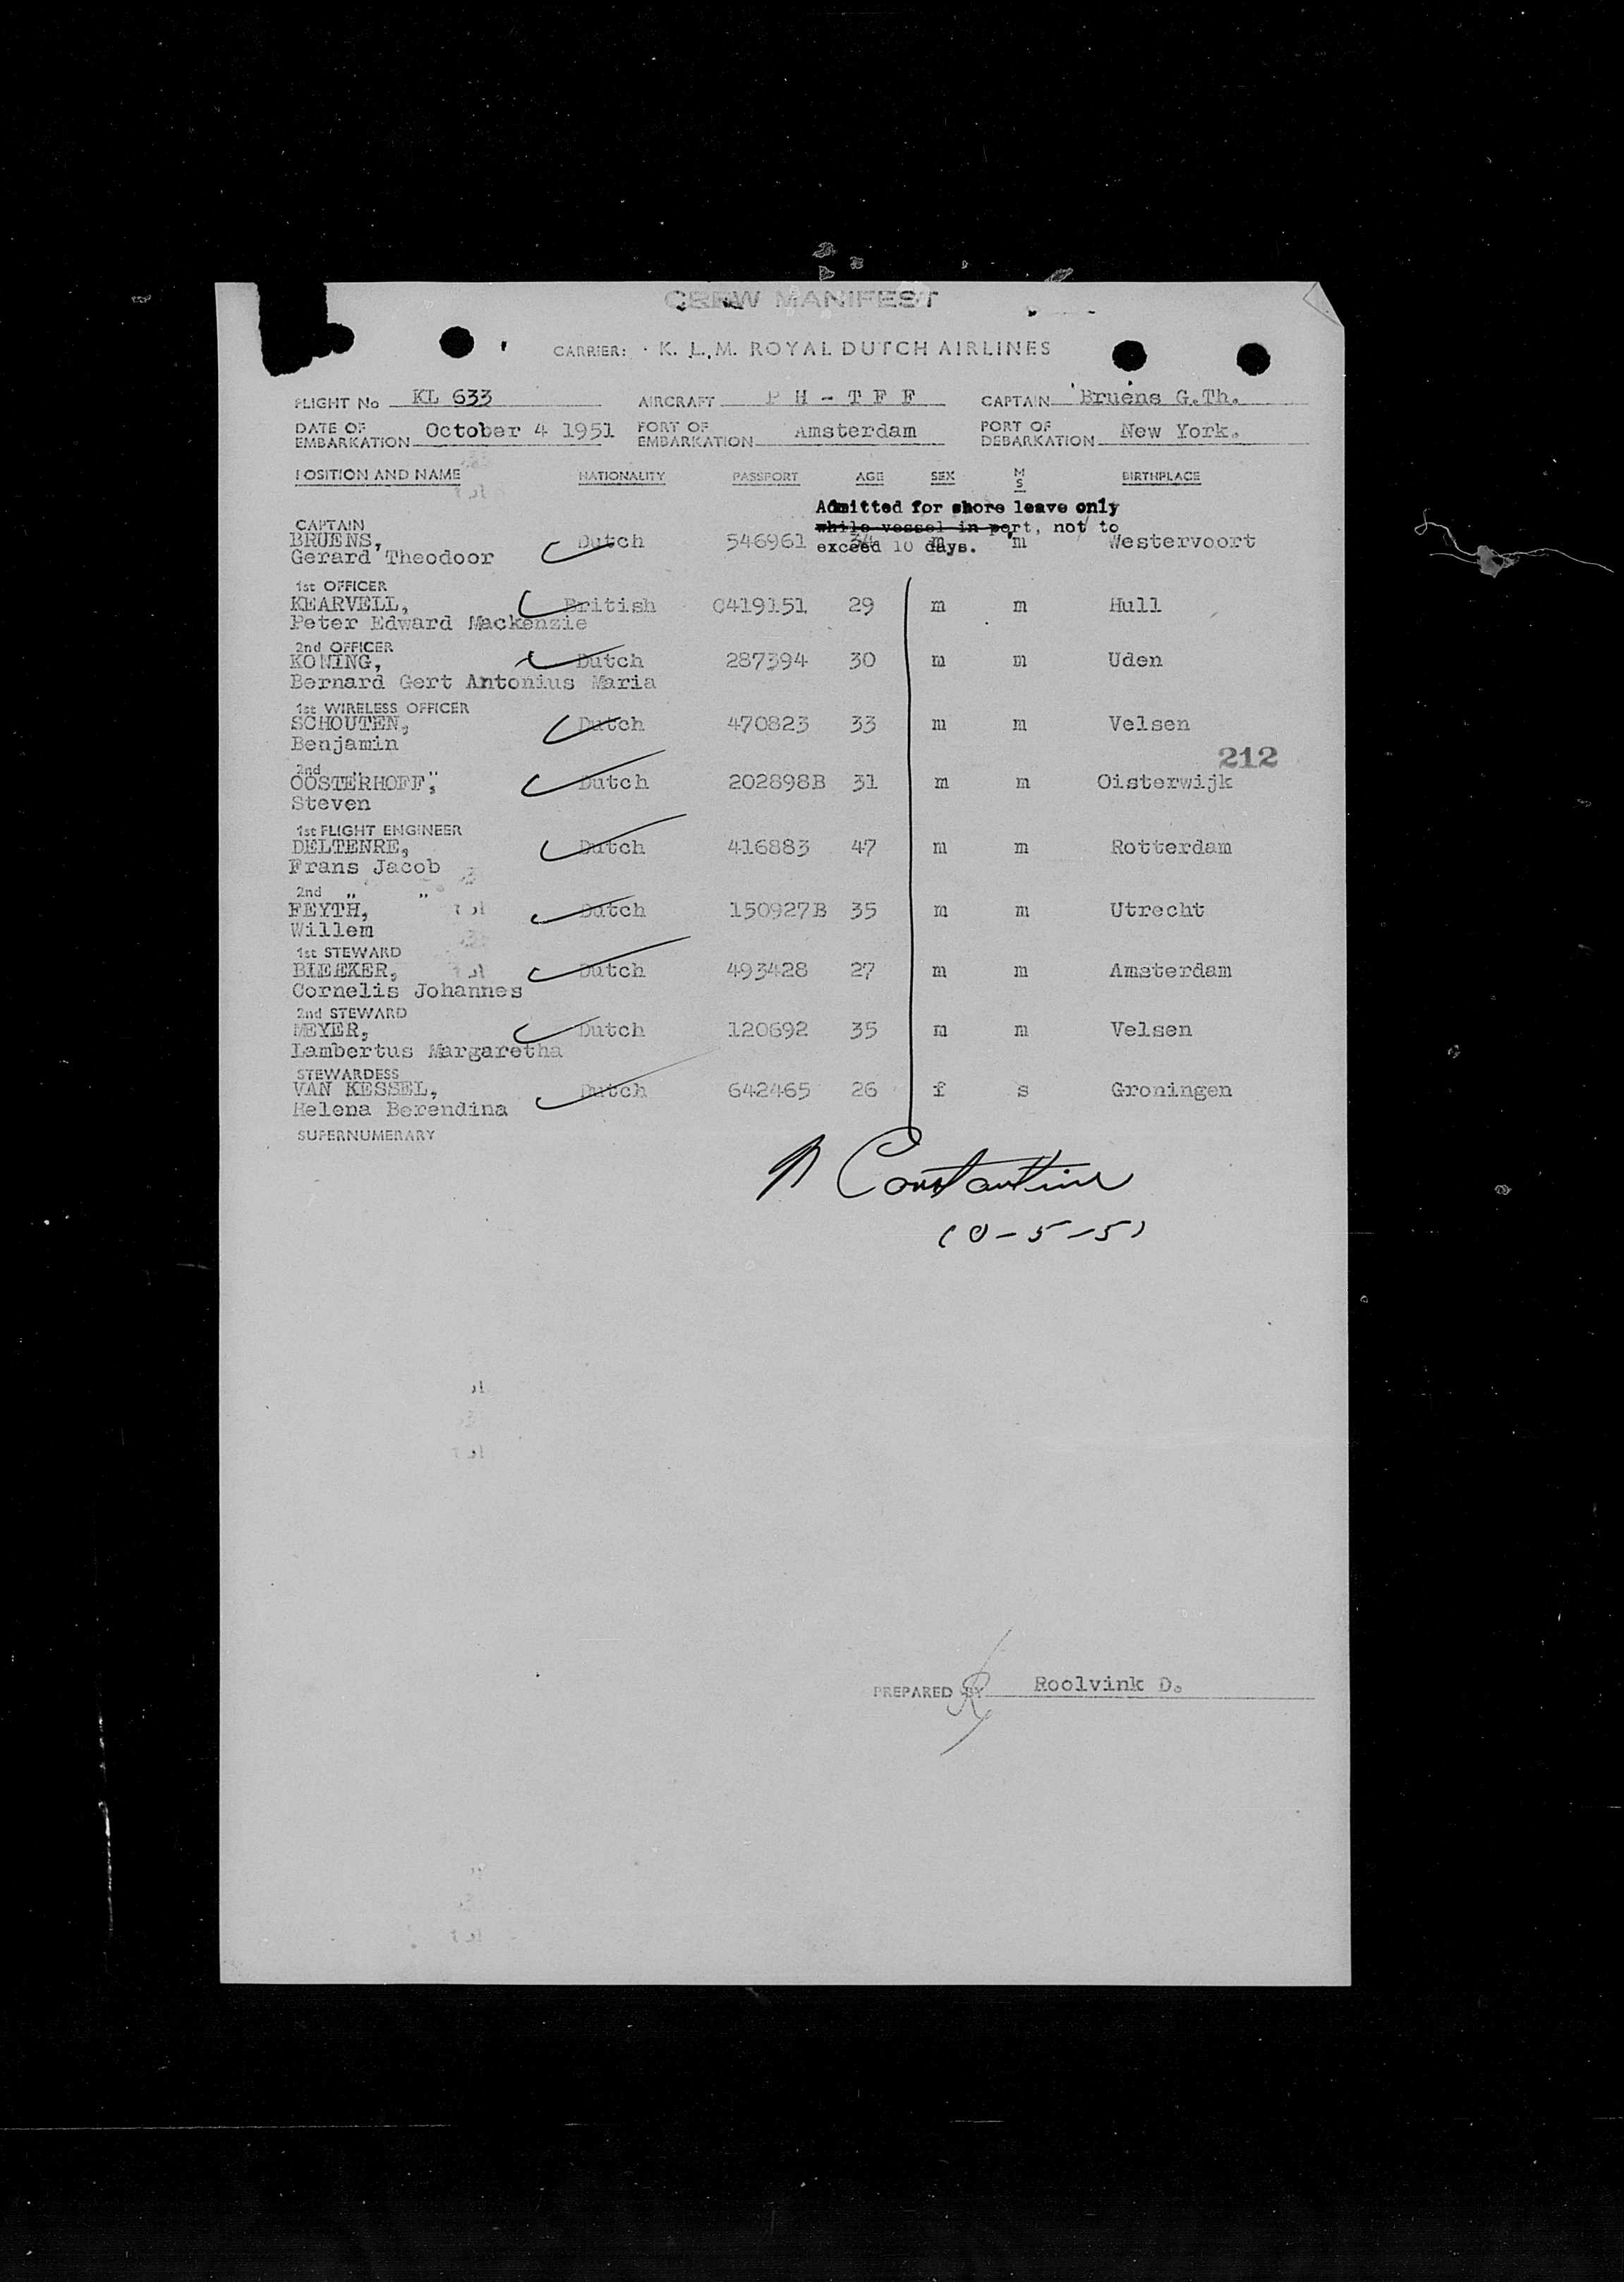 CREW MANIFEST
CARRIER: K. L. M. ROYAL DUTCH AIRLINES
FLIGHT No KL 633 AIRCRAFT P H - T F F CAPTAIN Bruens G.Th.
DATE OF EMBARKATION October 4 1951 PORT OF EMBARKATION Amsterdam PORT OF DEBARKATION New York.
POSITION AND NAME NATIONALITY PASSPORT AGE SEX M S BIRTHPLACE
Admitted for shore leave only
while vessel in port, not to
exceed 10 days.
CAPTAIN
BRUENS, Dutch 546961 34 m m Westervoort
Gerard Theodoor
1st OFFICER
KEARVELL, British 0419151 29 m m Hull
Peter Edward Mackenzie
2nd OFFICER
KONING, Dutch 287394 30 m m Uden
Bernard Gert Antonius Maria
1st WIRELESS OFFICER
SCHOUTEN, Dutch 470823 33 m m Velsen
Benjamin
212
2nd " "
OOSTERHOFF, Dutch 202898B 31 m m Oisterwijk
Steven
1st FLIGHT ENGINEER
DELTENRE, Dutch 416883 47 m m Rotterdam
Frans Jacob
2nd " "
FEYTH, Dutch 150927B 35 m m Utrecht
Willem
1st STEWARD
BLEEKER, Dutch 493428 27 m m Amsterdam
Cornelis Johannes
2nd STEWARD
MEYER, Dutch 120692 35 m m Velsen
Lambertus Margaretha
STEWARDESS
VAN KESSEL, Dutch 642465 26 f s Groningen
Helena Berendina
SUPERNUMERARY
Constantine
10-5-51
PREPARED BY Roolvink D.